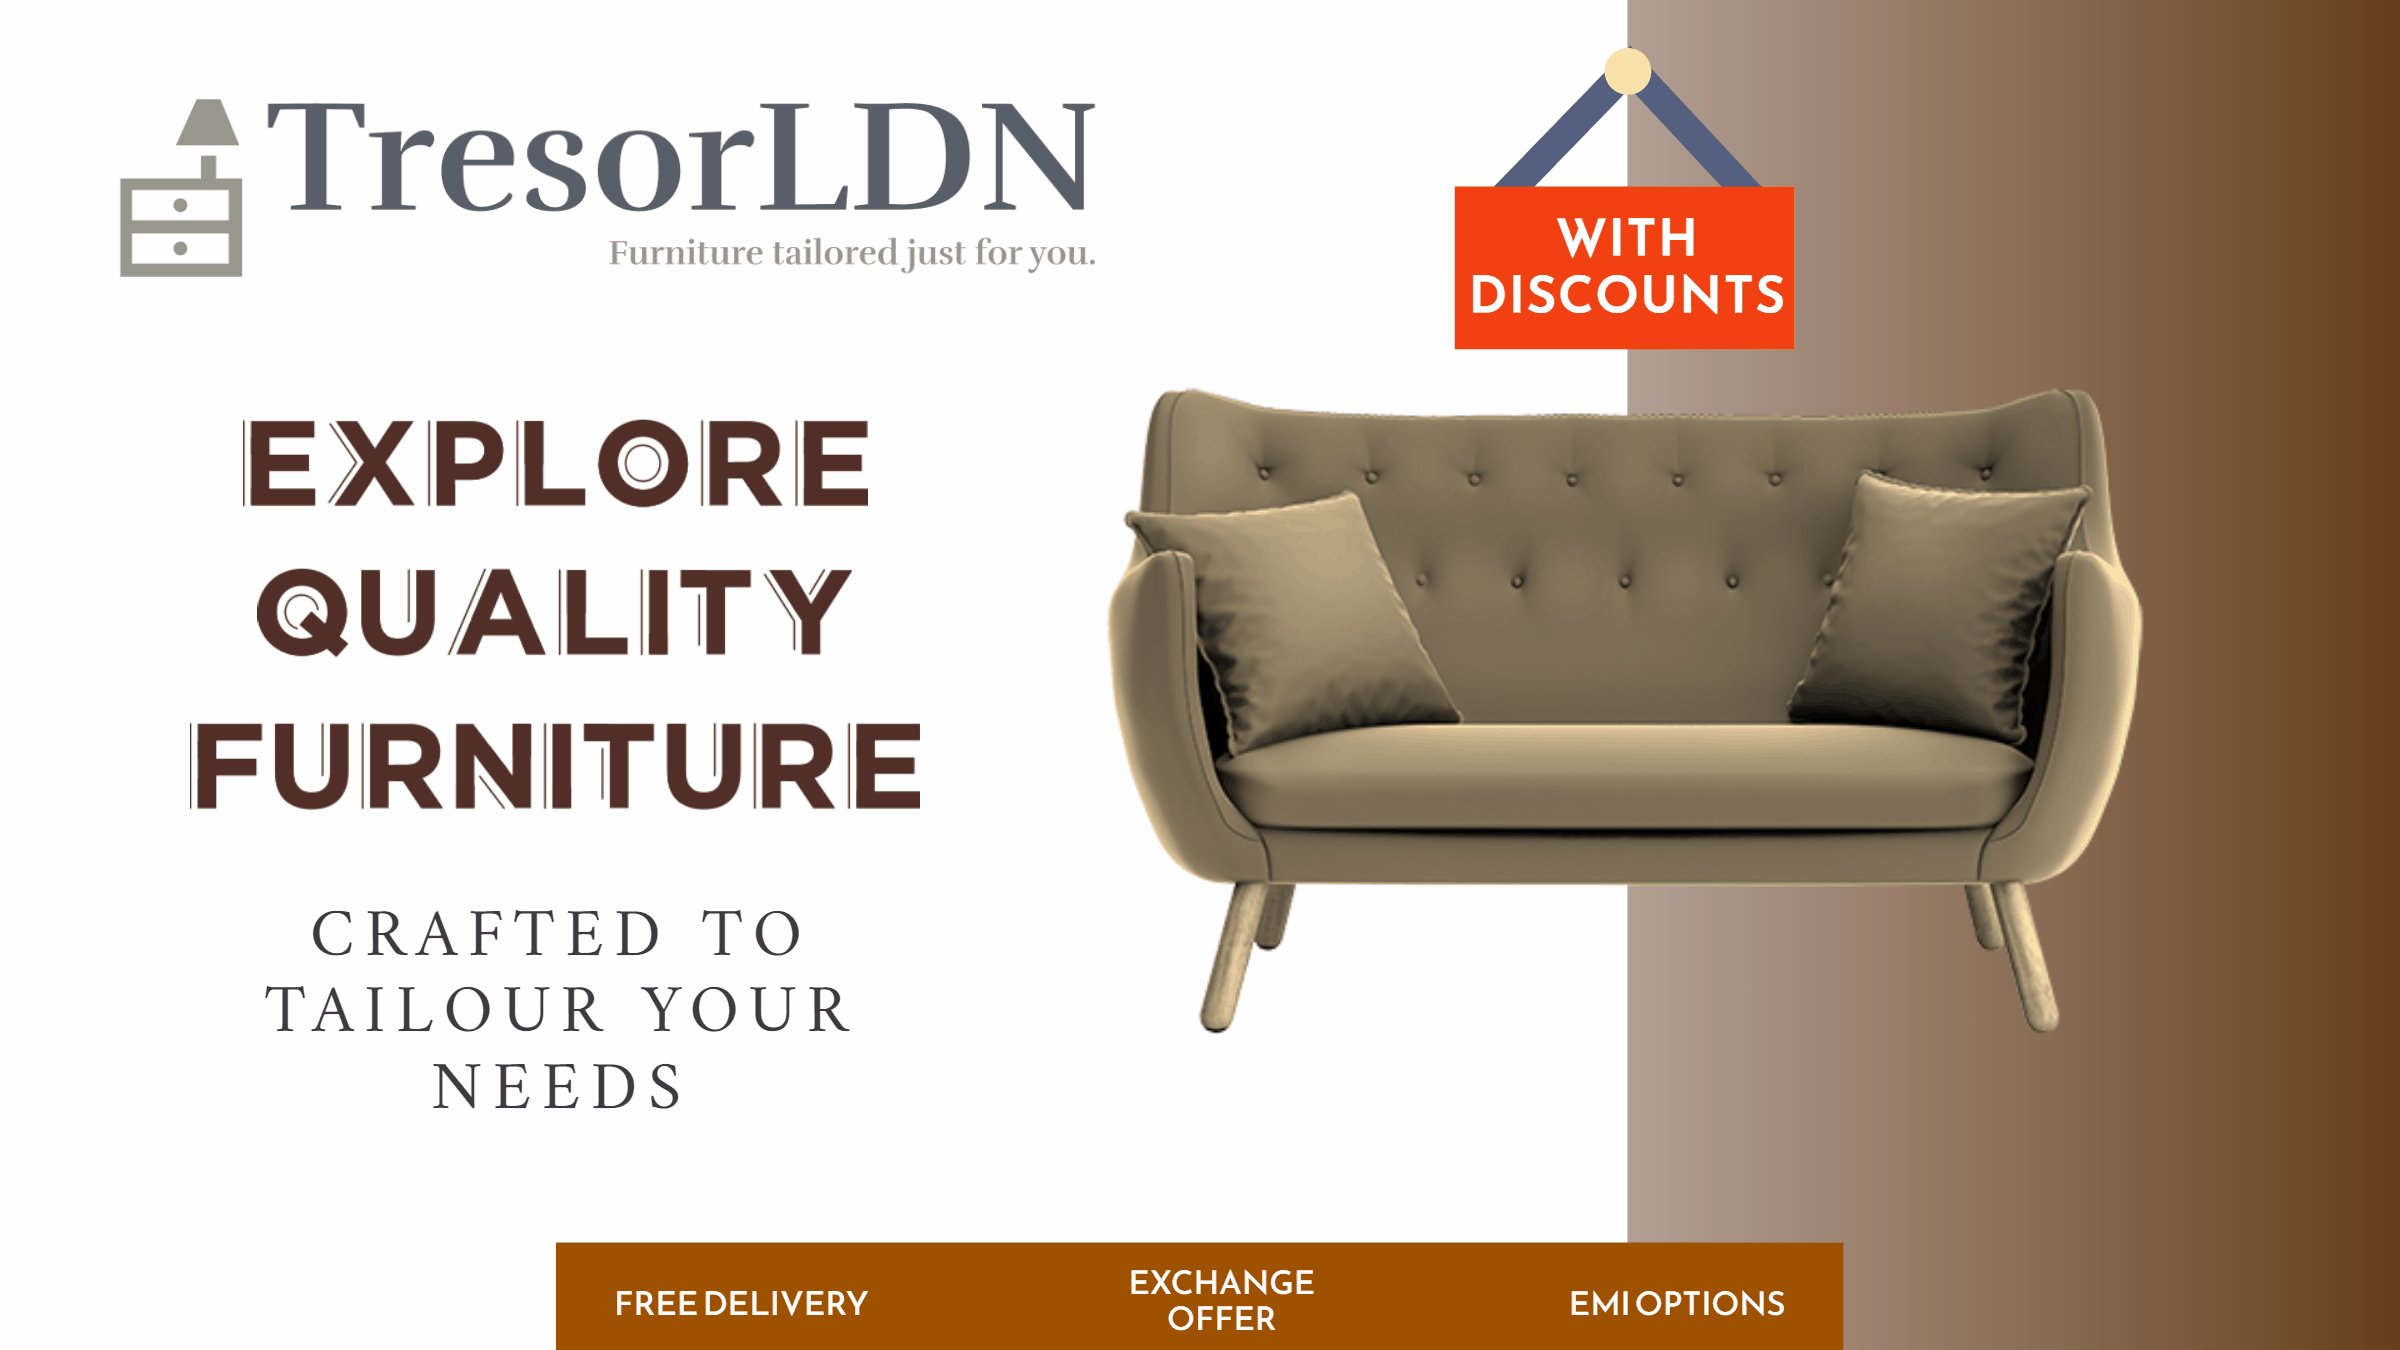 TresorLDN
Furniture tailored just for you.
WITH
DISCOUNTS
EXPLORE
QUALITY
FURNITURE
CRAFTED TO
TAILOUR YOUR
NEEDS
FREE DELIVERY
EXCHANGE
OFFER
EMI OPTIONS